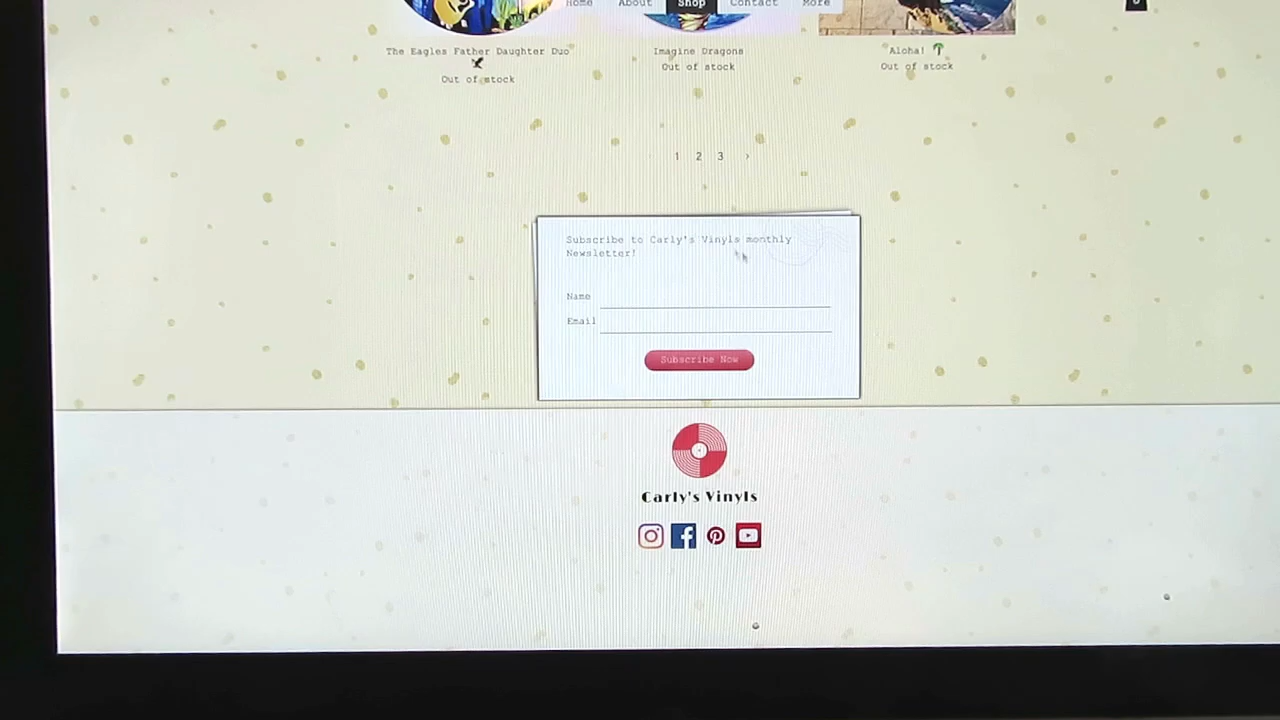 Home About Shop Contact More
0
The Eagles Father Daughter Duo
Out of stock
Imagine Dragons
Out of stock
Aloha! 🌴
Out of stock
1 2 3 >
Subscribe to Carly's Vinyls monthly
Newsletter!
Name
Email
Subscribe Now
Carly's Vinyls